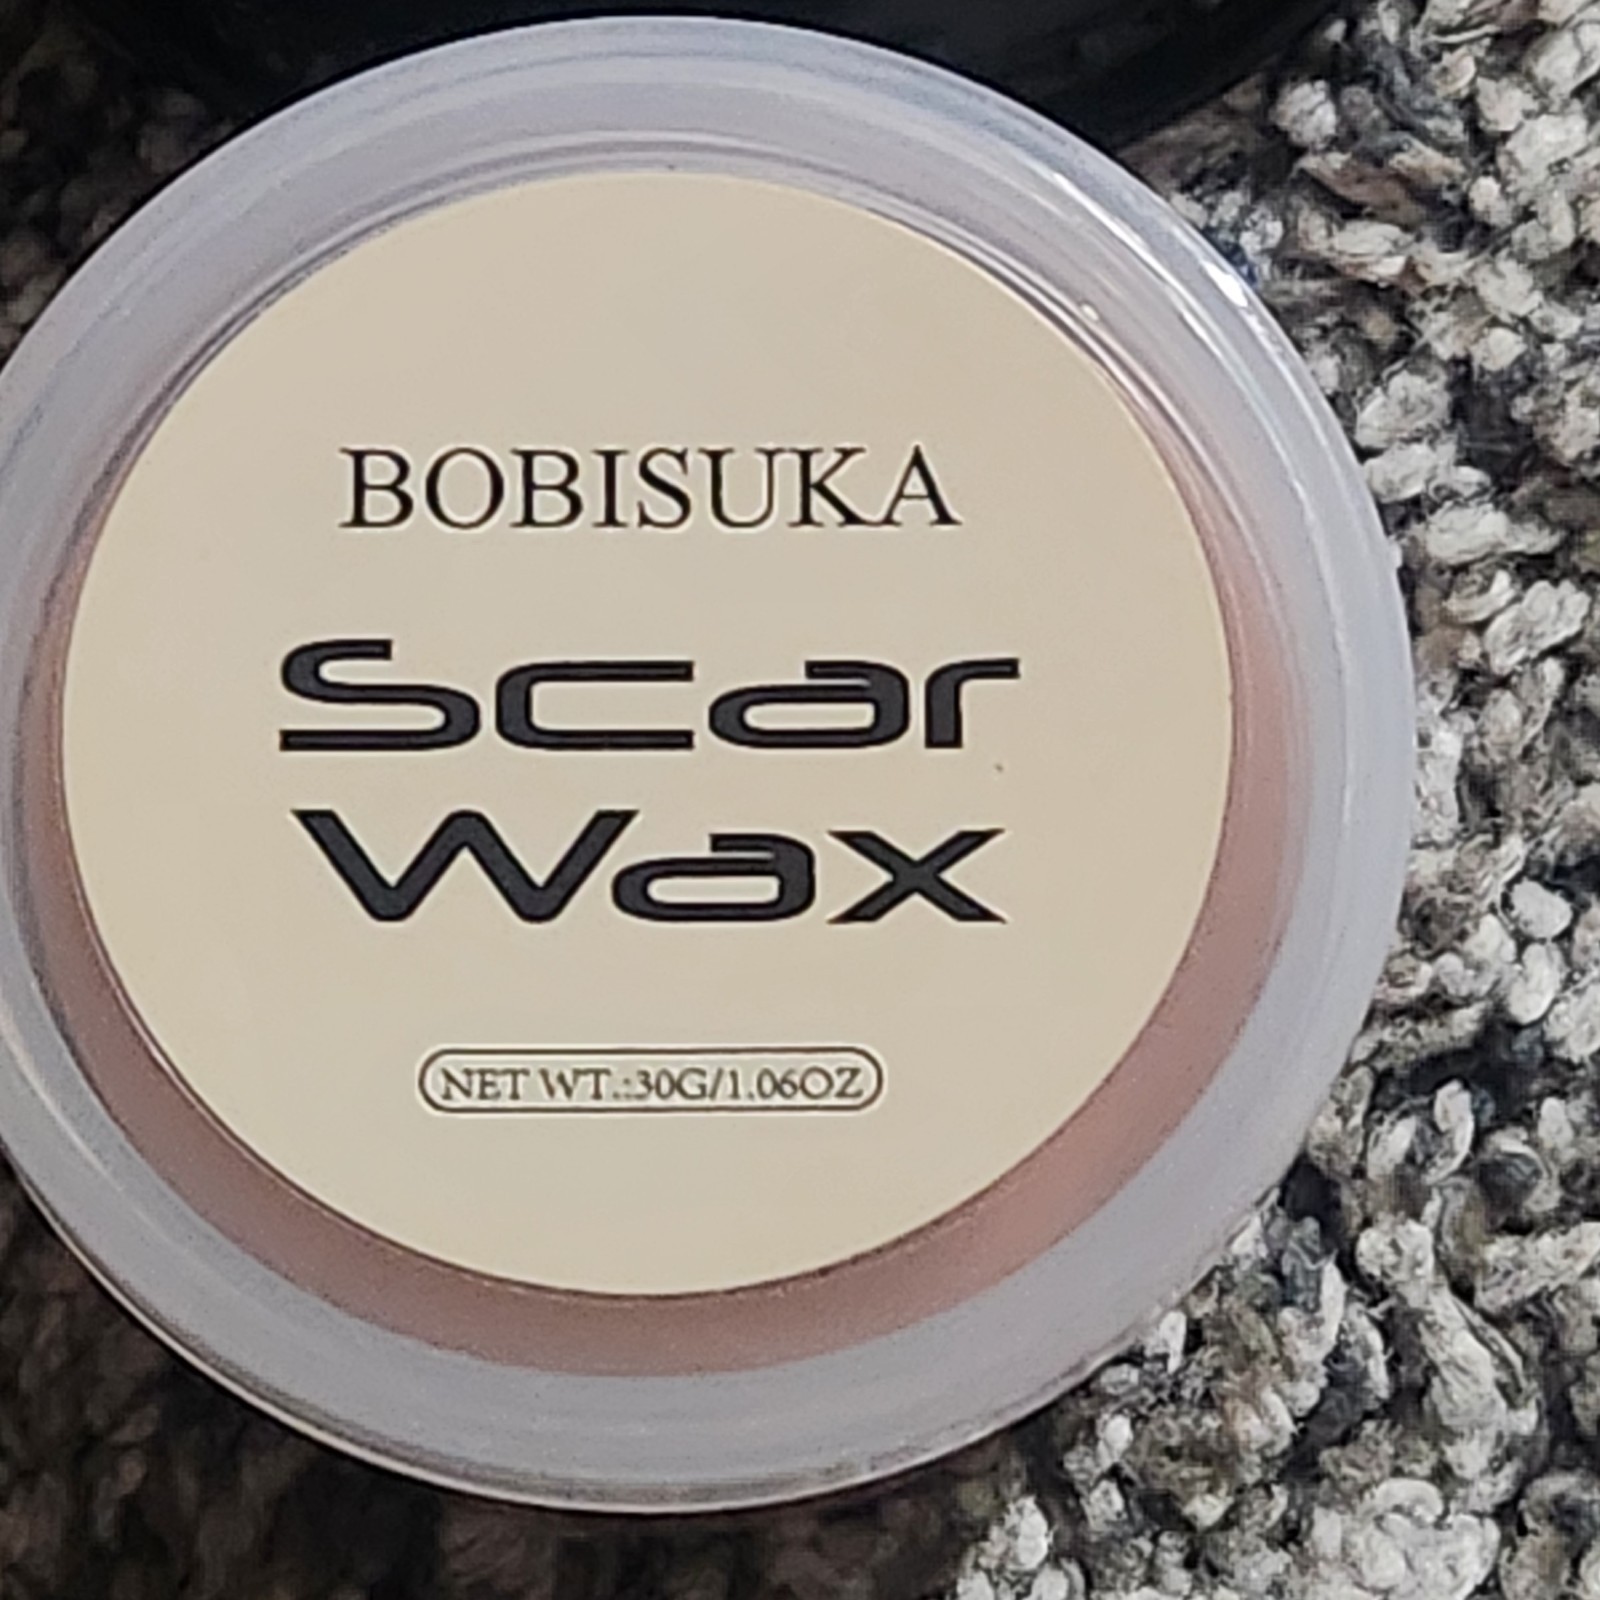 BOBISUKA
Scar
Wax
NET WT.:30G/1.06OZ